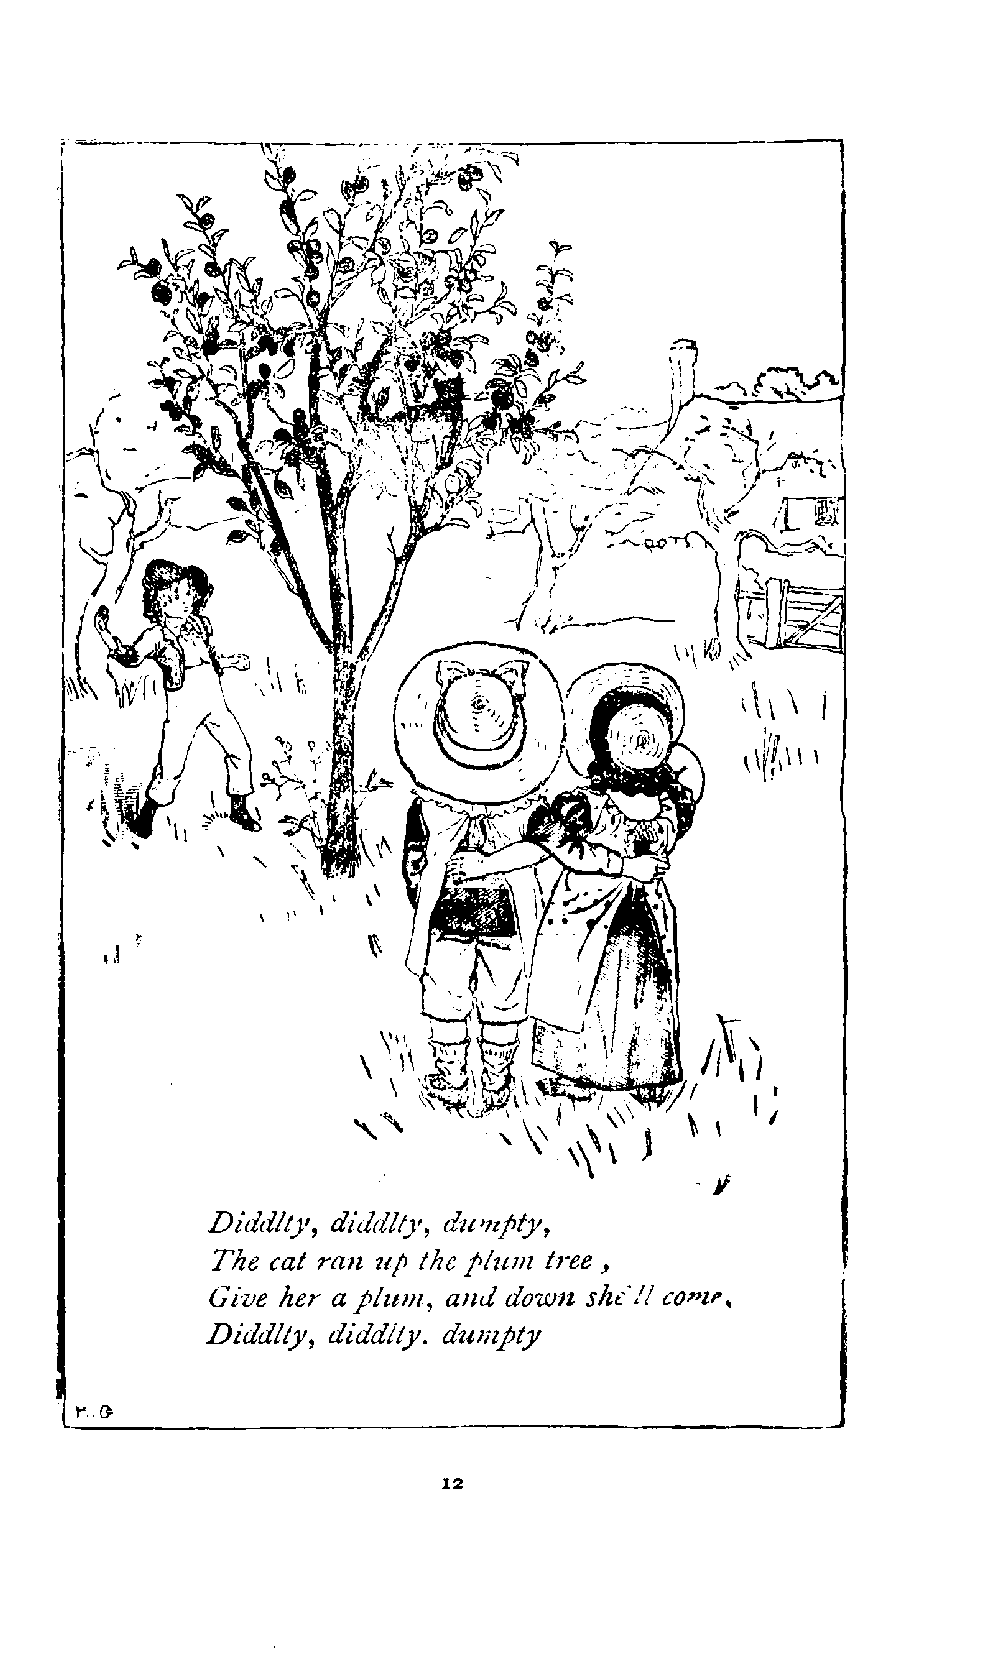 Diddlty, diddlty, dumpty,
The cat ran up the plum tree ,
Give her a plum, and down she'll come,
Diddlty, diddlty. dumpty
K. G
12